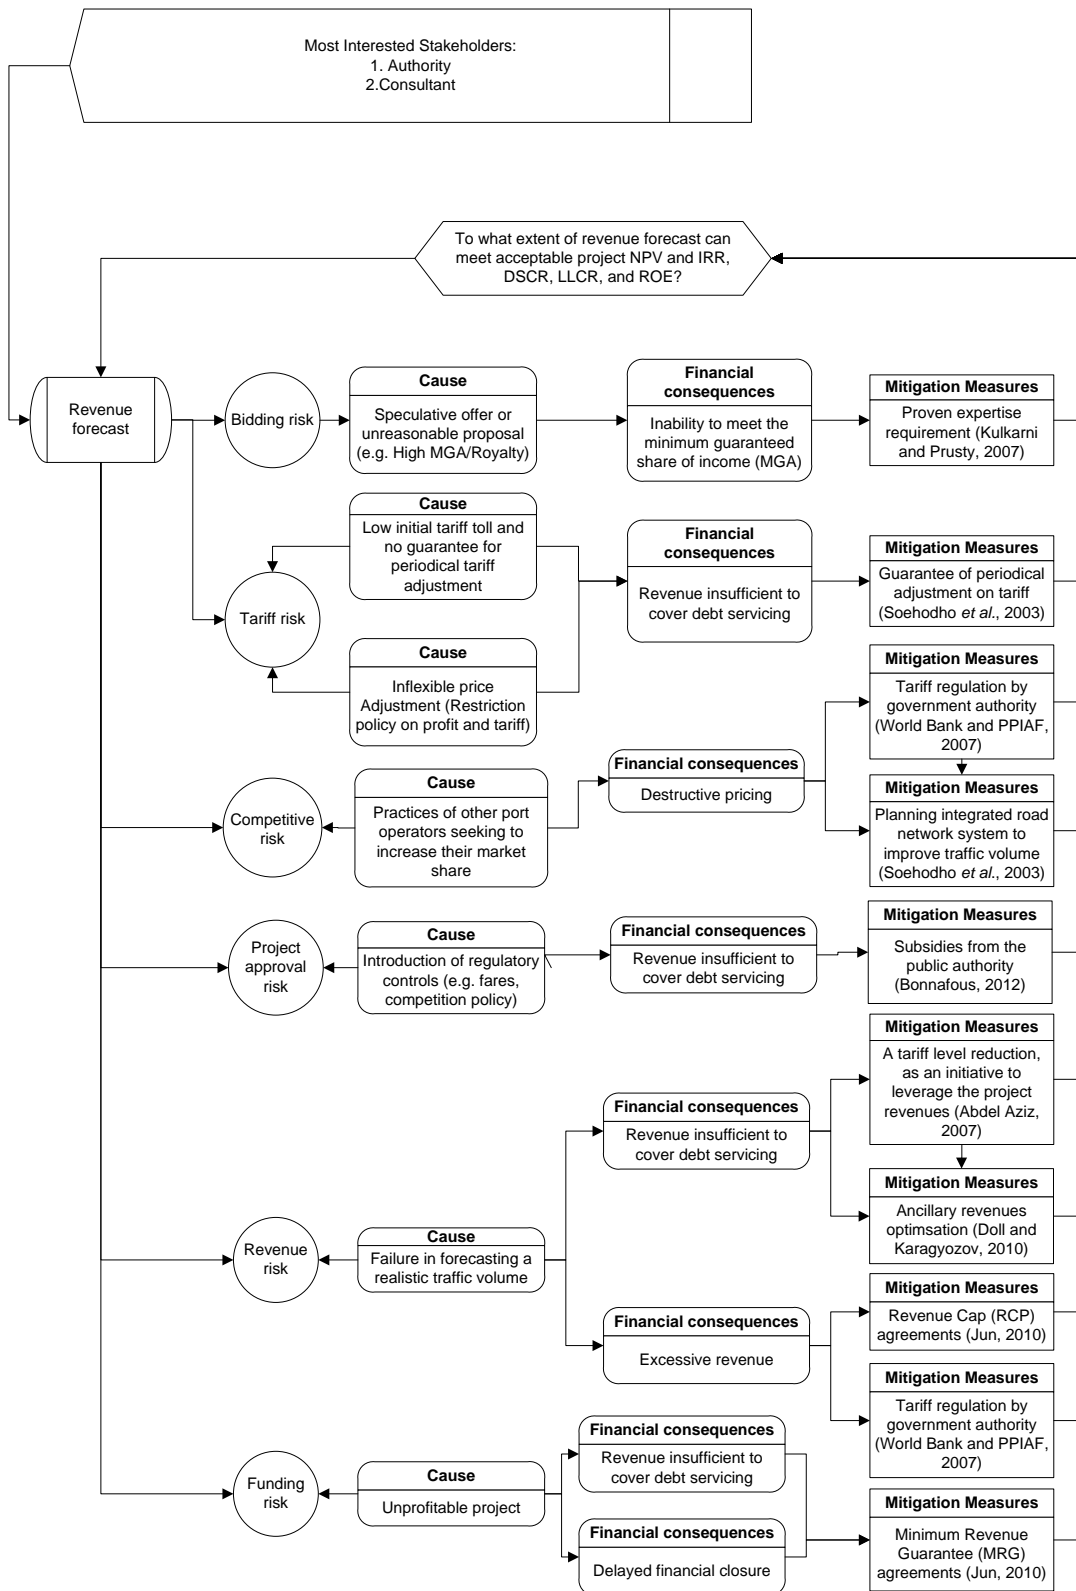 Most Interested Stakeholders:
1. Authority
2.Consultant
To what extent of revenue forecast can
meet acceptable project NPV and IRR,
DSCR, LLCR, and ROE?
Revenue
forecast
Bidding risk
Cause
Speculative offer or
unreasonable proposal
(e.g. High MGA/Royalty)
Financial
consequences
Inability to meet the
minimum guaranteed
share of income (MGA)
Mitigation Measures
Proven expertise
requirement (Kulkarni
and Prusty, 2007)
Tariff risk
Cause
Low initial tariff toll and
no guarantee for
periodical tariff
adjustment
Cause
Inflexible price
Adjustment (Restriction
policy on profit and tariff)
Financial
consequences
Revenue insufficient to
cover debt servicing
Mitigation Measures
Guarantee of periodical
adjustment on tariff
(Soehodho et al., 2003)
Competitive
risk
Cause
Practices of other port
operators seeking to
increase their market
share
Financial consequences
Destructive pricing
Mitigation Measures
Tariff regulation by
government authority
(World Bank and PPIAF,
2007)
Mitigation Measures
Planning integrated road
network system to
improve traffic volume
(Soehodho et al., 2003)
Project
approval
risk
Cause
Introduction of regulatory
controls (e.g. fares,
competition policy)
Financial consequences
Revenue insufficient to
cover debt servicing
Mitigation Measures
Subsidies from the
public authority
(Bonnafous, 2012)
Revenue
risk
Cause
Failure in forecasting a
realistic traffic volume
Financial consequences
Revenue insufficient to
cover debt servicing
Mitigation Measures
A tariff level reduction,
as an initiative to
leverage the project
revenues (Abdel Aziz,
2007)
Mitigation Measures
Ancillary revenues
optimsation (Doll and
Karagyozov, 2010)
Financial consequences
Excessive revenue
Mitigation Measures
Revenue Cap (RCP)
agreements (Jun, 2010)
Mitigation Measures
Tariff regulation by
government authority
(World Bank and PPIAF,
2007)
Funding
risk
Cause
Unprofitable project
Financial consequences
Revenue insufficient to
cover debt servicing
Financial consequences
Delayed financial closure
Mitigation Measures
Minimum Revenue
Guarantee (MRG)
agreements (Jun, 2010)